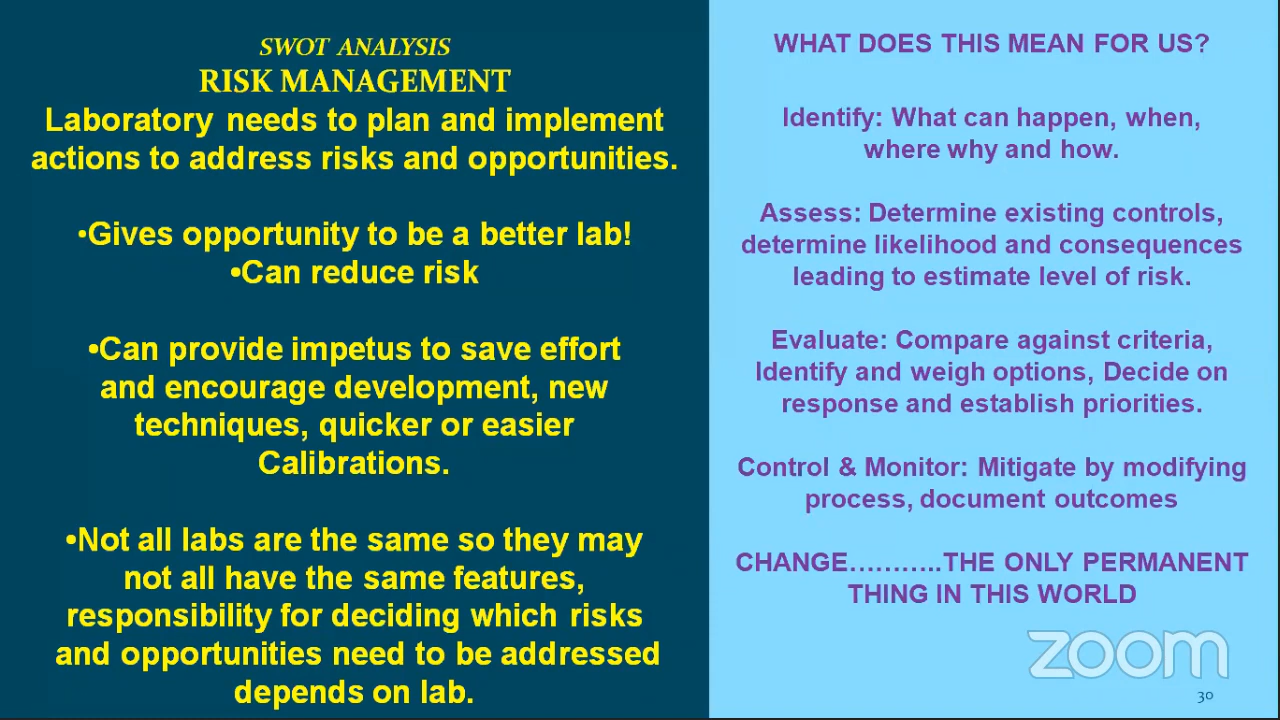 SWOT ANALYSIS
RISK MANAGEMENT
Laboratory needs to plan and implement
actions to address risks and opportunities.
•Gives opportunity to be a better lab!
•Can reduce risk
•Can provide impetus to save effort
and encourage development, new
techniques, quicker or easier
Calibrations.
•Not all labs are the same so they may
not all have the same features,
responsibility for deciding which risks
and opportunities need to be addressed
depends on lab.
WHAT DOES THIS MEAN FOR US?
Identify: What can happen, when,
where why and how.
Assess: Determine existing controls,
determine likelihood and consequences
leading to estimate level of risk.
Evaluate: Compare against criteria,
Identify and weigh options, Decide on
response and establish priorities.
Control & Monitor: Mitigate by modifying
process, document outcomes
CHANGE………..THE ONLY PERMANENT
THING IN THIS WORLD
zoom
30